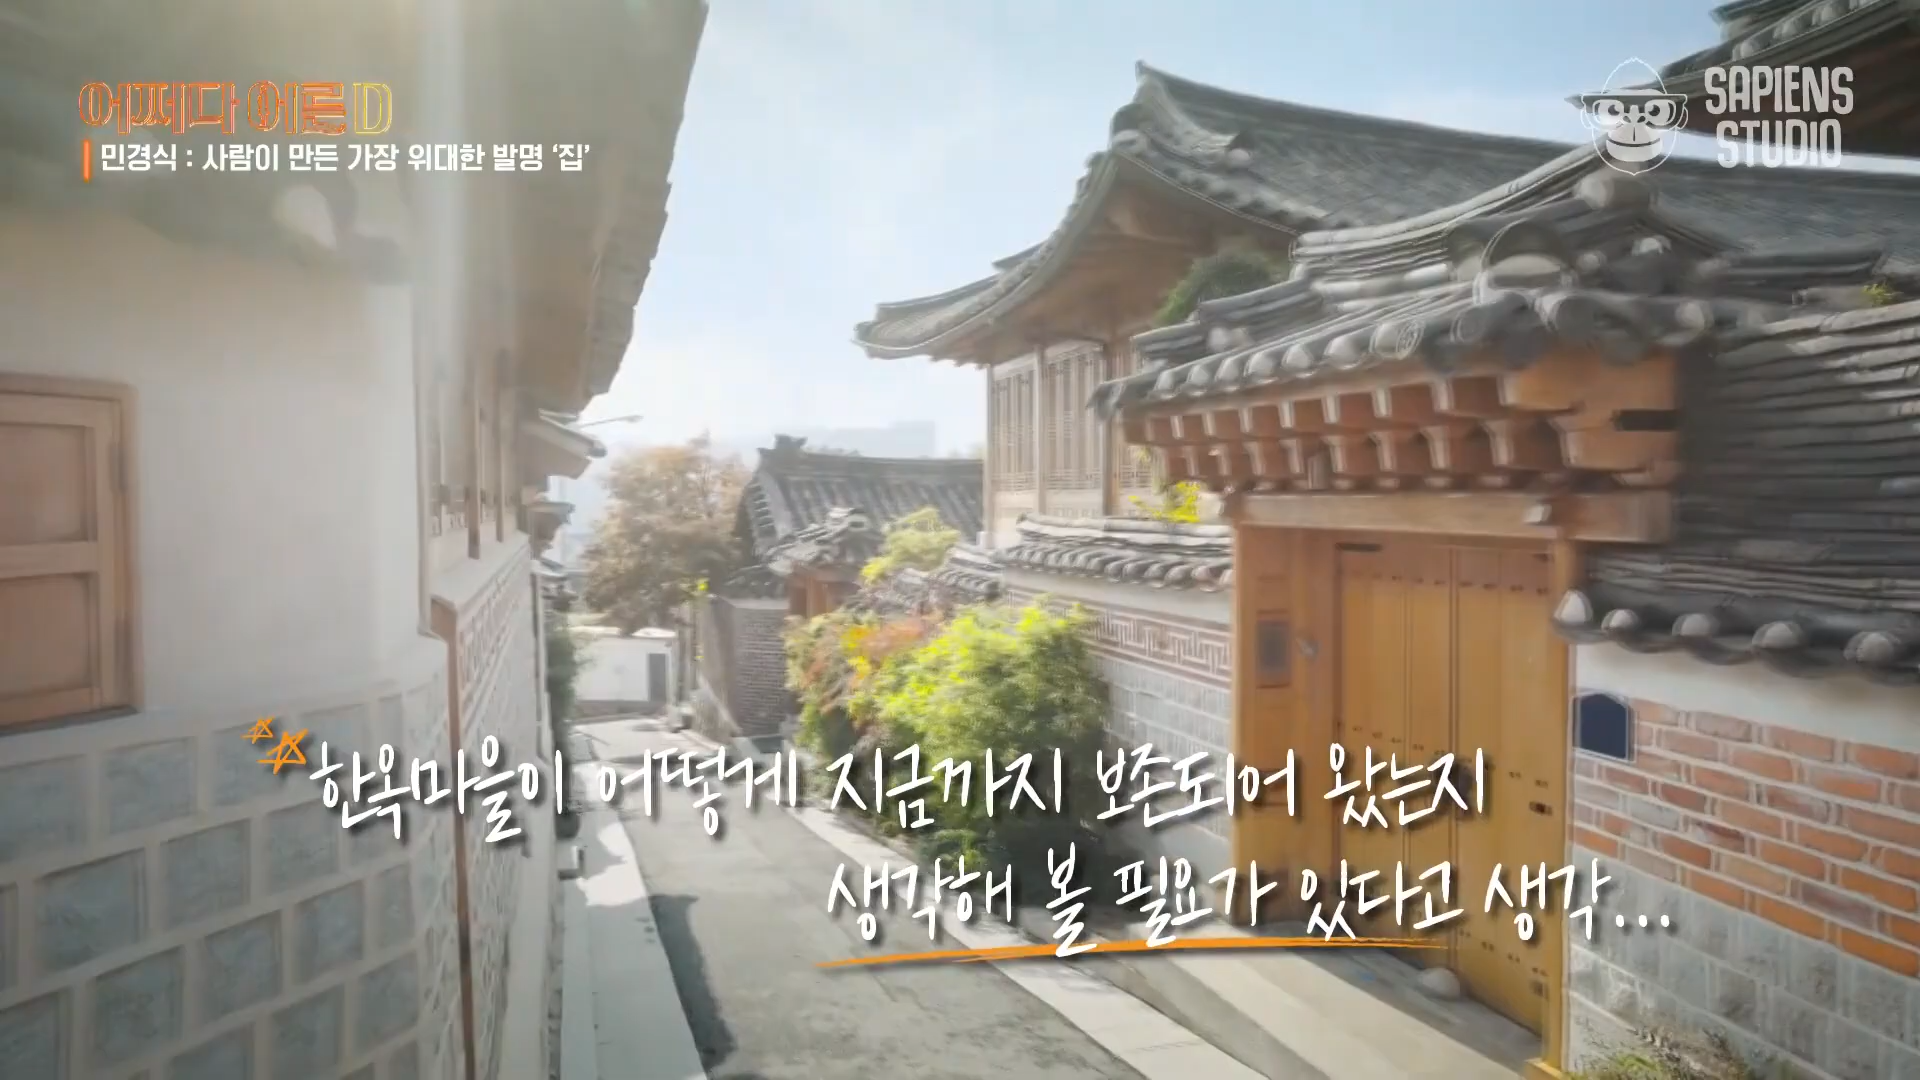 어쩌다 어른 D
민경식 : 사람이 만든 가장 위대한 발명 ‘집’
SAPIENS
STUDIO
한옥마을이 어떻게 지금까지 보존되어 왔는지
생각해 볼 필요가 있다고 생각...